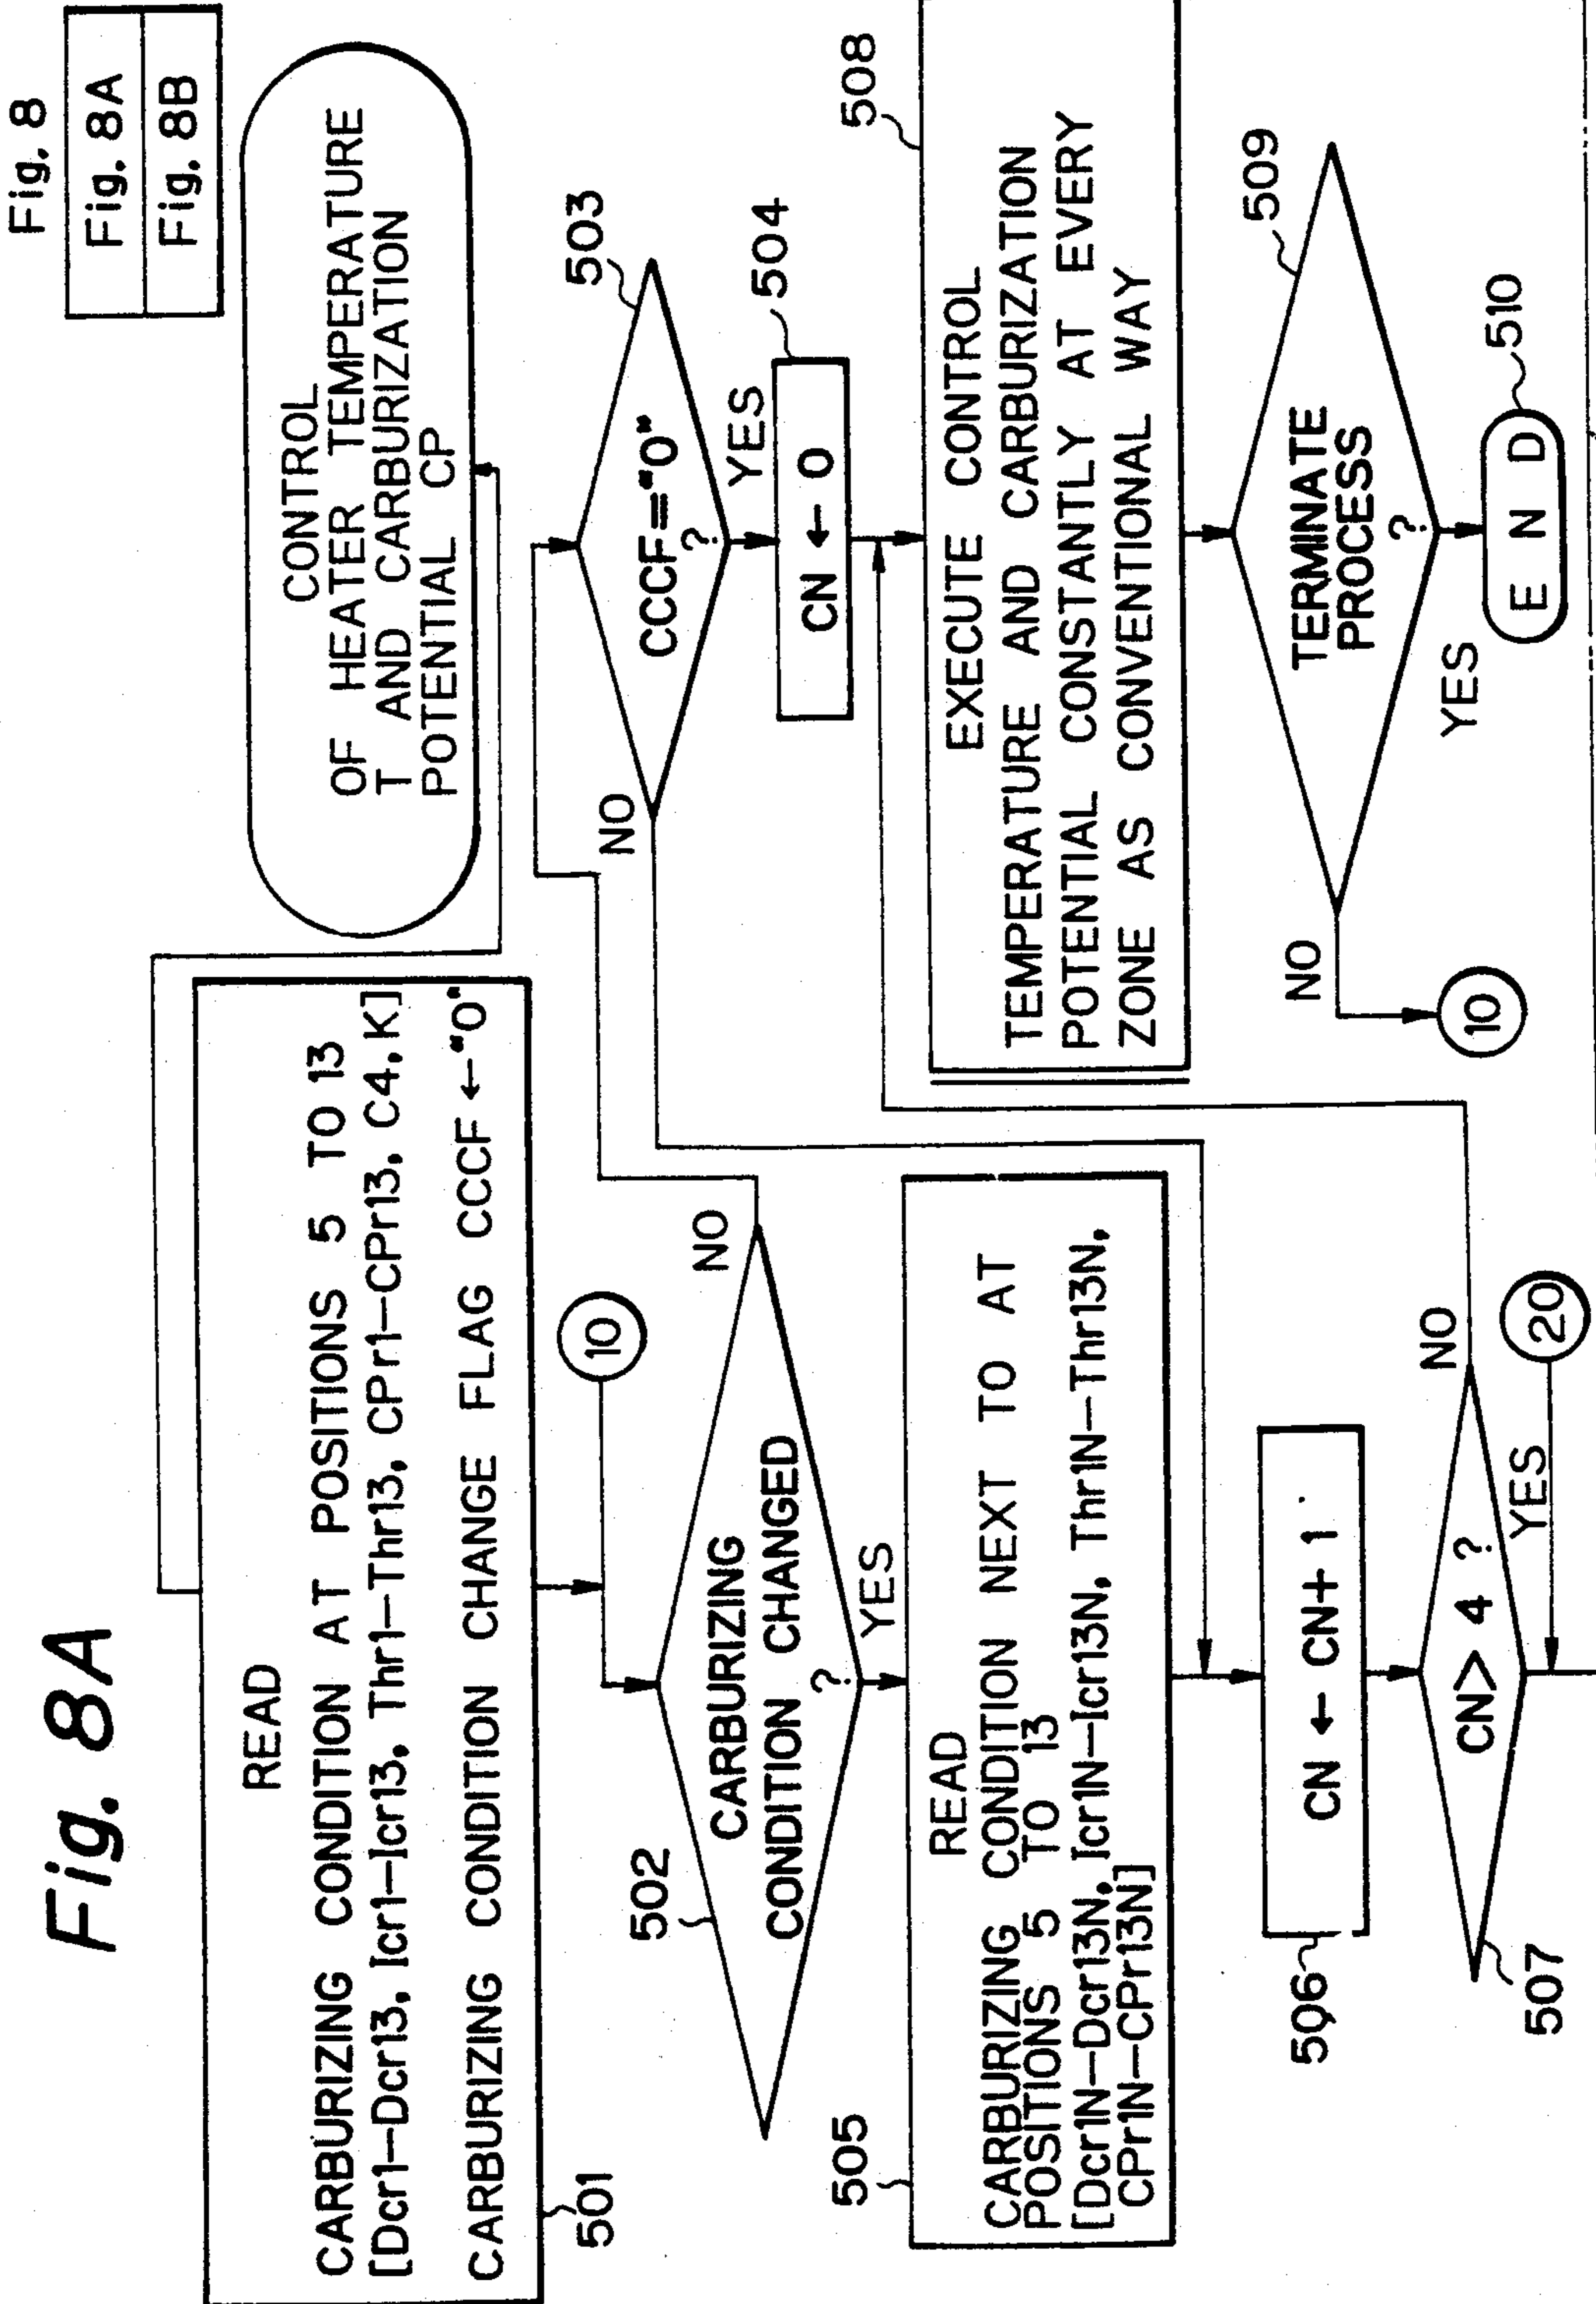 Fig. 8A
Fig. 8
Fig. 8A
Fig. 8B
CONTROL
OF HEATER TEMPERATURE
T AND CARBURIZATION
POTENTIAL CP
READ
CARBURIZING CONDITION AT POSITIONS 5 TO 13
[Dcr1—Dcr13, Icr1—Icr13, Thr1—Thr13, CPr1—CPr13, C4, K]
CARBURIZING CONDITION CHANGE FLAG CCCF ← "0"
501
10
502
CARBURIZING
CONDITION CHANGED
?
NO
YES
503
CCCF="0"
?
NO
YES
504
CN ← 0
505
READ
CARBURIZING CONDITION NEXT TO AT
POSITIONS 5 TO 13
[Dcr1N—Dcr13N, Icr1N—Icr13N, Thr1N—Thr13N,
CPr1N—CPr13N]
506
CN ← CN+1
507
CN>4 ?
NO
YES
20
508
EXECUTE CONTROL
TEMPERATURE AND CARBURIZATION
POTENTIAL CONSTANTLY AT EVERY
ZONE AS CONVENTIONAL WAY
509
TERMINATE
PROCESS
?
NO
10
YES
510
E N D